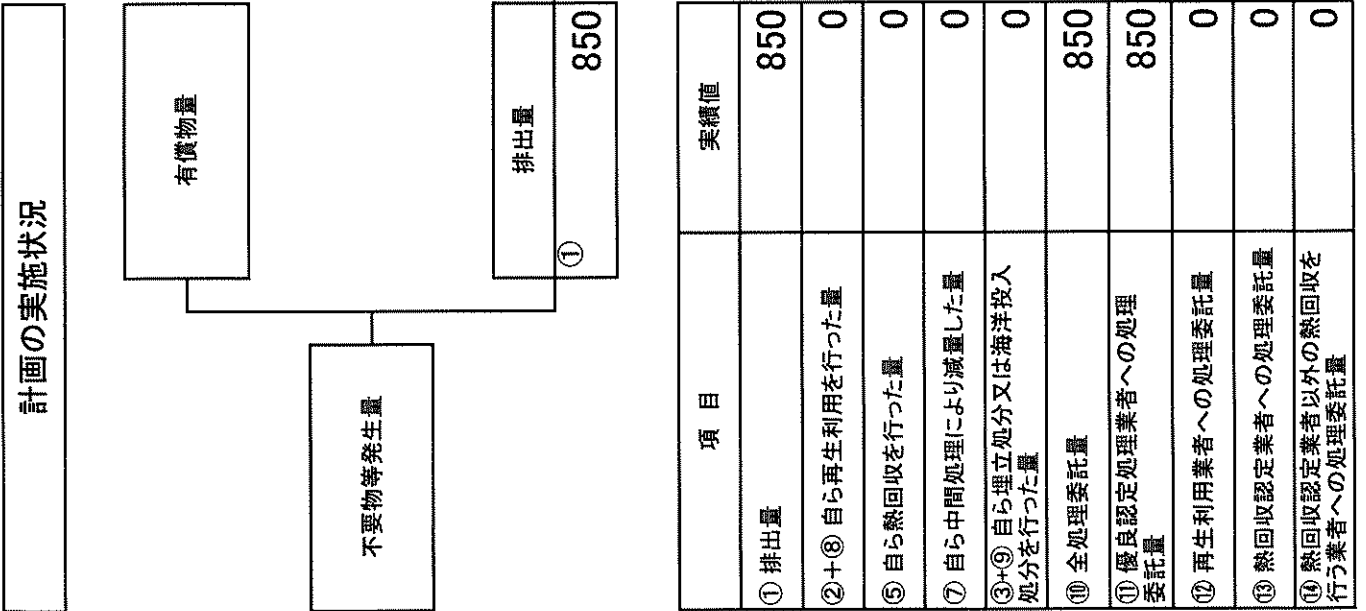 計画の実施状況
有償物量
不要物等発生量
排出量
① 850
項 目 実績値
① 排出量 850
②+⑧ 自ら再生利用を行った量 0
⑤ 自ら熱回収を行った量 0
⑦ 自ら中間処理により減量した量 0
③+⑨ 自ら埋立処分又は海洋投入
処分を行った量 0
⑩ 全処理委託量 850
⑪ 優良認定処理業者への処理
委託量 850
⑫ 再生利用業者への処理委託量 0
⑬ 熱回収認定業者への処理委託量 0
⑭ 熱回収認定業者以外の熱回収を
行う業者への処理委託量 0